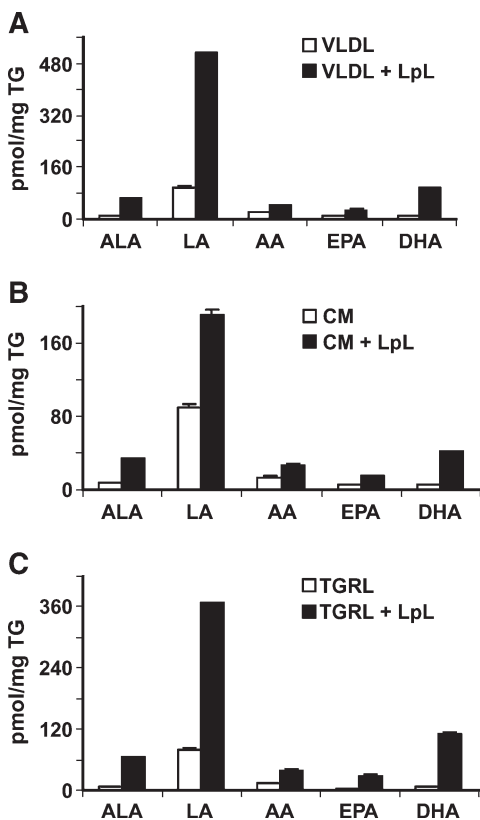 A
pmol/mg TG
480
320
160
0
VLDL
VLDL + LpL
ALA LA AA EPA DHA
B
pmol/mg TG
160
80
0
CM
CM + LpL
ALA LA AA EPA DHA
C
pmol/mg TG
360
240
120
0
TGRL
TGRL + LpL
ALA LA AA EPA DHA